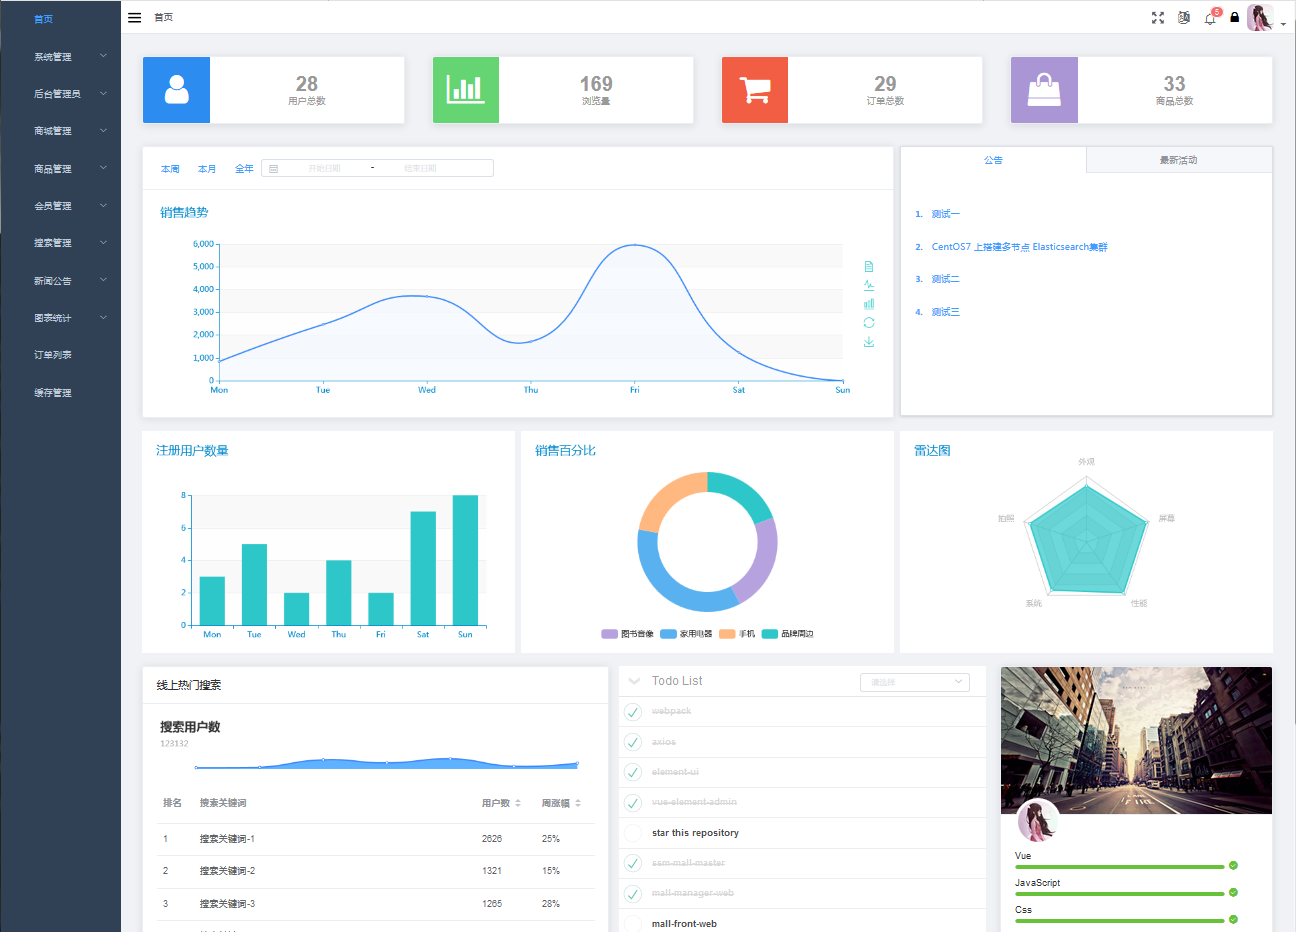 首页
系统管理
后台管理员
商城管理
商品管理
会员管理
搜索管理
新闻公告
图表统计
订单列表
缓存管理
首页
5
28
用户总数
169
浏览量
29
订单总数
33
商品总数
本周 本月 全年 开始日期 - 结束日期
销售趋势
6,000
5,000
4,000
3,000
2,000
1,000
0
Mon Tue Wed Thu Fri Sat Sun
公告 最新活动
1. 测试一
2. CentOS7 上搭建多节点 Elasticsearch集群
3. 测试二
4. 测试三
注册用户数量
8
6
4
2
0
Mon Tue Wed Thu Fri Sat Sun
销售百分比
图书音像 家用电器 手机 品牌周边
雷达图
外观
拍照 屏幕
系统 性能
线上热门搜索
搜索用户数
123132
排名 搜索关键词 用户数 周涨幅
1 搜索关键词-1 2626 25%
2 搜索关键词-2 1321 15%
3 搜索关键词-3 1265 28%
Todo List 请选择
webpack
axios
element-ui
vue-element-admin
star this repository
ssm-mall-master
mall-manager-web
mall-front-web
Vue
JavaScript
Css